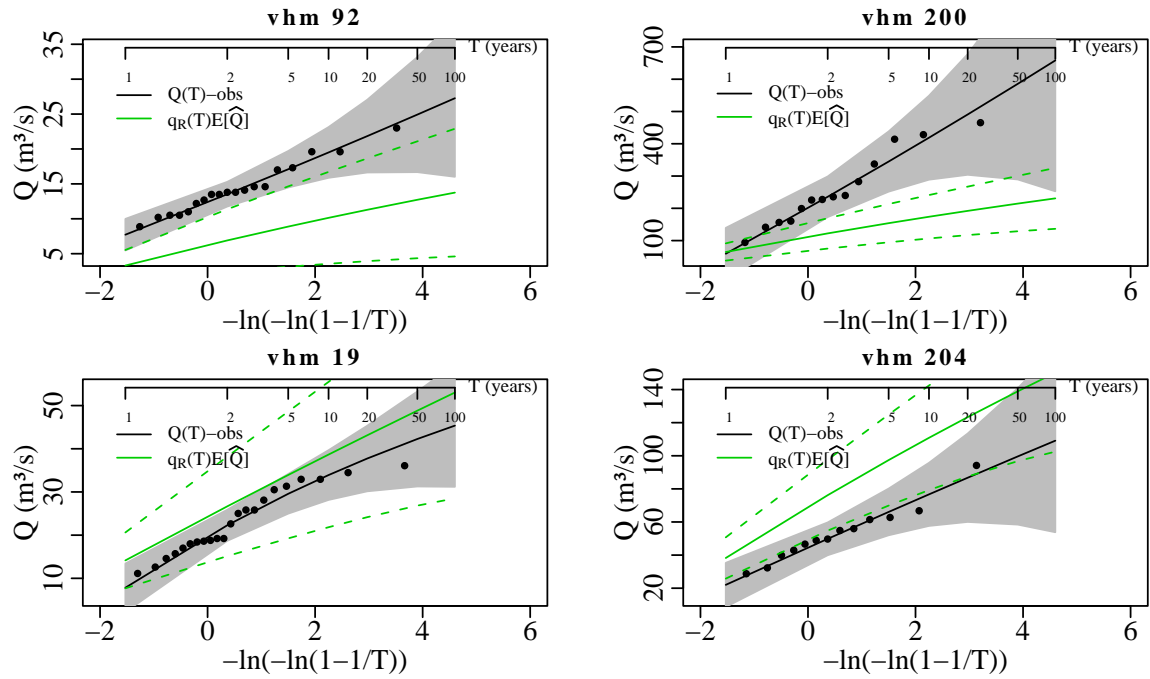 vhm 92
35
25
15
5
Q (m³/s)
T (years)
1 2 5 10 20 50 100
Q(T)−obs
qR(T)E[Q̂]
−2 0 2 4 6
−ln(−ln(1−1/T))
vhm 200
700
400
100
Q (m³/s)
T (years)
1 2 5 10 20 50 100
Q(T)−obs
qR(T)E[Q̂]
−2 0 2 4 6
−ln(−ln(1−1/T))
vhm 19
50
30
10
Q (m³/s)
T (years)
1 2 5 10 20 50 100
Q(T)−obs
qR(T)E[Q̂]
−2 0 2 4 6
−ln(−ln(1−1/T))
vhm 204
140
100
60
20
Q (m³/s)
T (years)
1 2 5 10 20 50 100
Q(T)−obs
qR(T)E[Q̂]
−2 0 2 4 6
−ln(−ln(1−1/T))